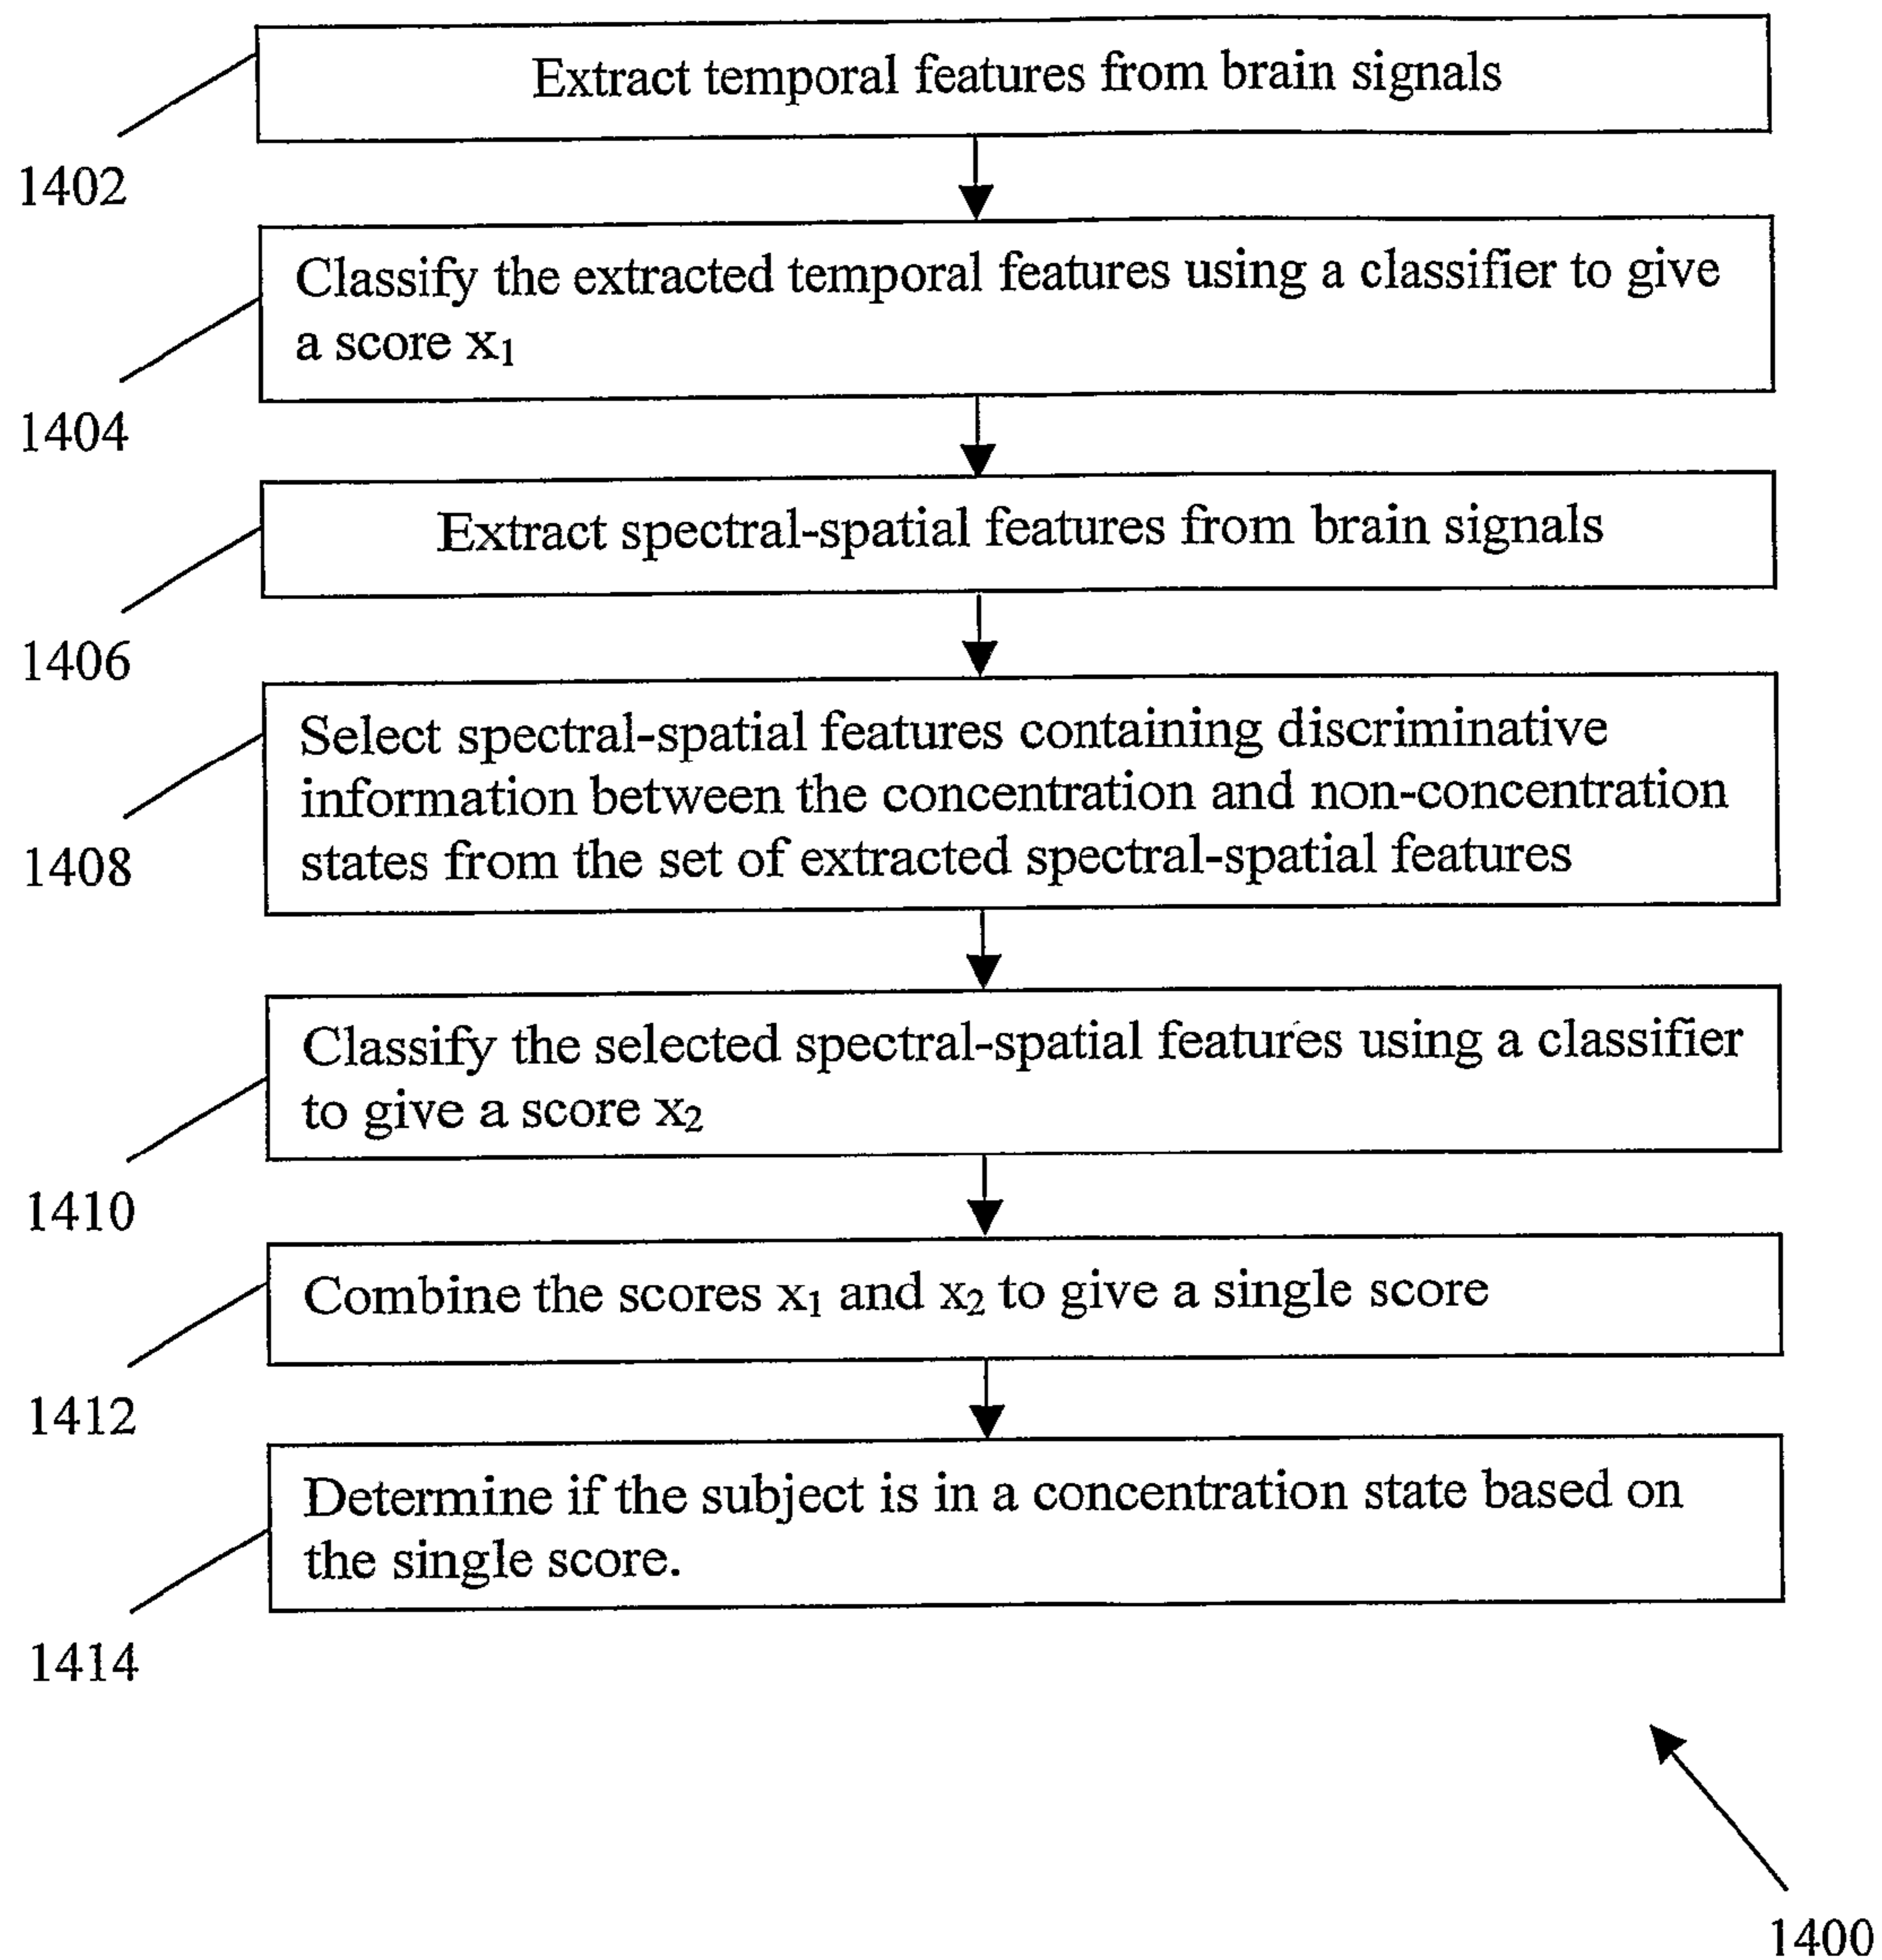 Extract temporal features from brain signals
1402
Classify the extracted temporal features using a classifier to give
a score x₁
1404
Extract spectral-spatial features from brain signals
1406
Select spectral-spatial features containing discriminative
information between the concentration and non-concentration
states from the set of extracted spectral-spatial features
1408
Classify the selected spectral-spatial features using a classifier
to give a score x₂
1410
Combine the scores x₁ and x₂ to give a single score
1412
Determine if the subject is in a concentration state based on
the single score.
1414
1400